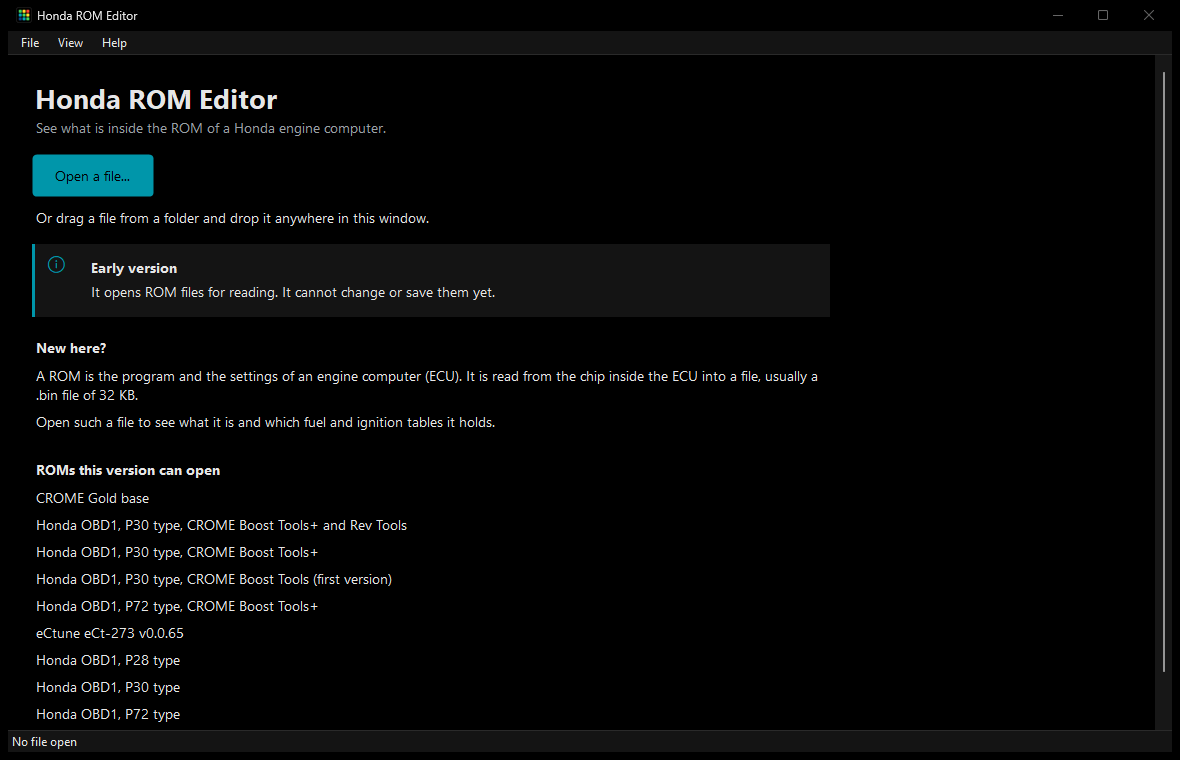 Honda ROM Editor
File View Help
Honda ROM Editor
See what is inside the ROM of a Honda engine computer.
Open a file...
Or drag a file from a folder and drop it anywhere in this window.
Early version
It opens ROM files for reading. It cannot change or save them yet.
New here?
A ROM is the program and the settings of an engine computer (ECU). It is read from the chip inside the ECU into a file, usually a
.bin file of 32 KB.
Open such a file to see what it is and which fuel and ignition tables it holds.
ROMs this version can open
CROME Gold base
Honda OBD1, P30 type, CROME Boost Tools+ and Rev Tools
Honda OBD1, P30 type, CROME Boost Tools+
Honda OBD1, P30 type, CROME Boost Tools (first version)
Honda OBD1, P72 type, CROME Boost Tools+
eCtune eCt-273 v0.0.65
Honda OBD1, P28 type
Honda OBD1, P30 type
Honda OBD1, P72 type
No file open